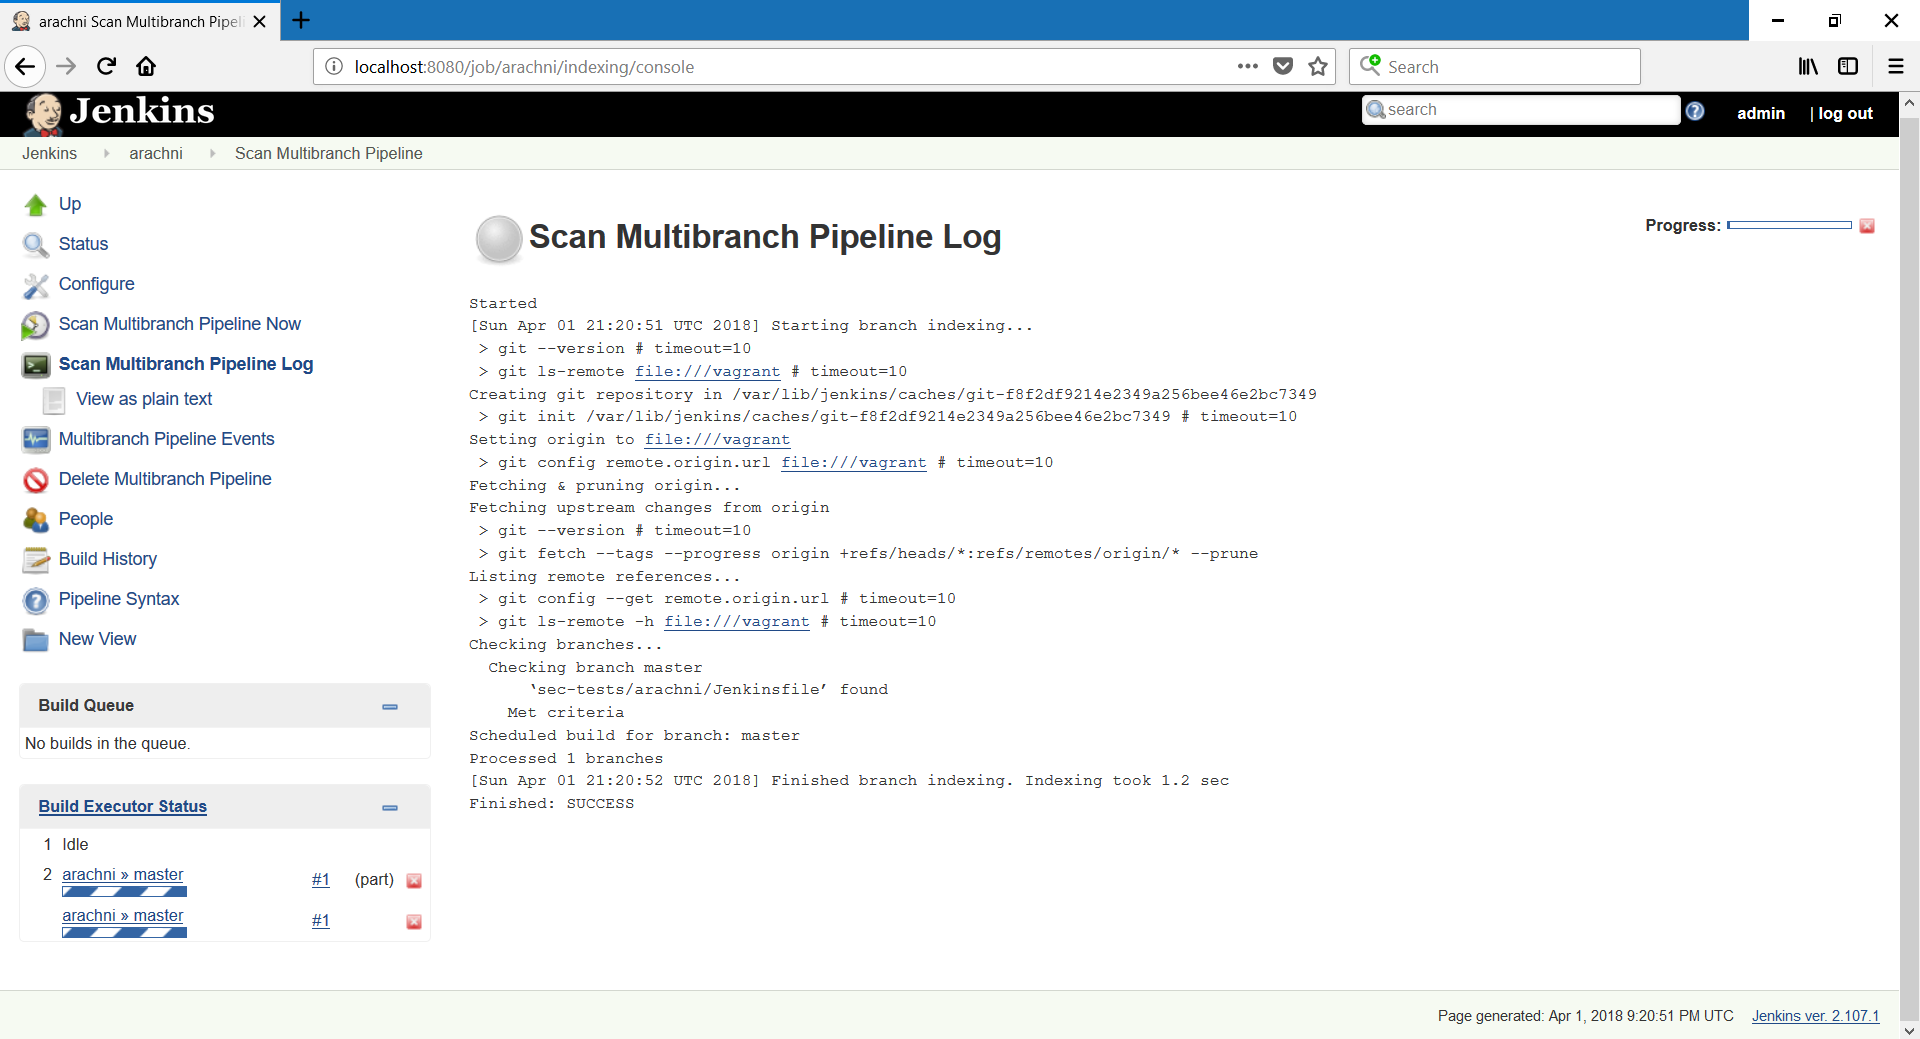 arachni Scan Multibranch Pipeli
localhost:8080/job/arachni/indexing/console
Search
Jenkins
search
admin
| log out
Jenkins
arachni
Scan Multibranch Pipeline
Up
Status
Configure
Scan Multibranch Pipeline Now
Scan Multibranch Pipeline Log
View as plain text
Multibranch Pipeline Events
Delete Multibranch Pipeline
People
Build History
Pipeline Syntax
New View
Build Queue
No builds in the queue.
Build Executor Status
1 Idle
2 arachni » master #1 (part)
arachni » master #1
Scan Multibranch Pipeline Log
Progress:
Started
[Sun Apr 01 21:20:51 UTC 2018] Starting branch indexing...
> git --version # timeout=10
> git ls-remote file:///vagrant # timeout=10
Creating git repository in /var/lib/jenkins/caches/git-f8f2df9214e2349a256bee46e2bc7349
> git init /var/lib/jenkins/caches/git-f8f2df9214e2349a256bee46e2bc7349 # timeout=10
Setting origin to file:///vagrant
> git config remote.origin.url file:///vagrant # timeout=10
Fetching & pruning origin...
Fetching upstream changes from origin
> git --version # timeout=10
> git fetch --tags --progress origin +refs/heads/*:refs/remotes/origin/* --prune
Listing remote references...
> git config --get remote.origin.url # timeout=10
> git ls-remote -h file:///vagrant # timeout=10
Checking branches...
Checking branch master
‘sec-tests/arachni/Jenkinsfile’ found
Met criteria
Scheduled build for branch: master
Processed 1 branches
[Sun Apr 01 21:20:52 UTC 2018] Finished branch indexing. Indexing took 1.2 sec
Finished: SUCCESS
Page generated: Apr 1, 2018 9:20:51 PM UTC
Jenkins ver. 2.107.1